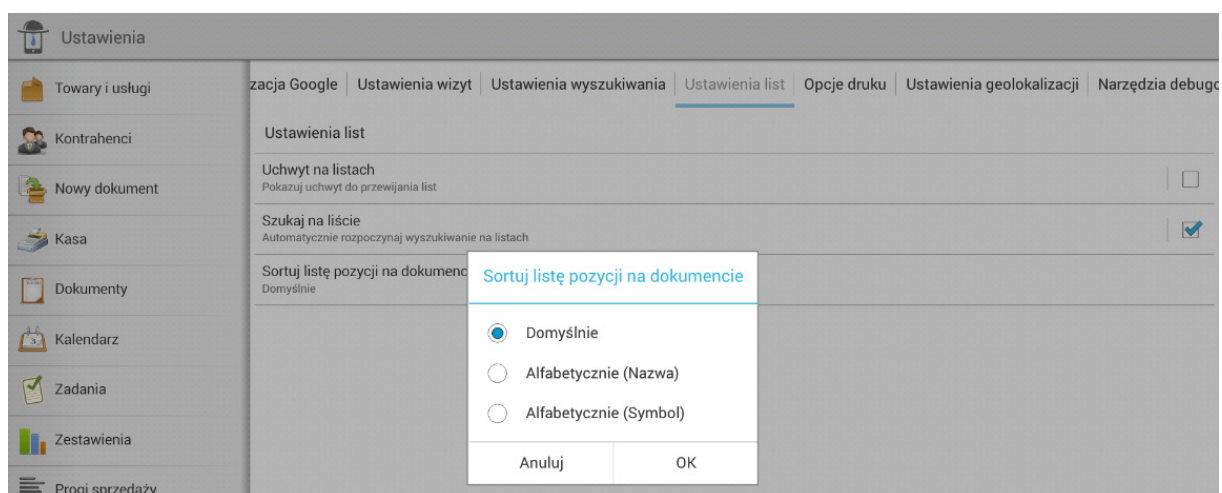 Ustawienia
Towary i usługi
Kontrahenci
Nowy dokument
Kasa
Dokumenty
Kalendarz
Zadania
Zestawienia
Progi sprzedaży
zacja Google Ustawienia wizyt Ustawienia wyszukiwania Ustawienia list Opcje druku Ustawienia geolokalizacji Narzędzia debugo
Ustawienia list
Uchwyt na listach
Pokazuj uchwyt do przewijania list
Szukaj na liście
Automatycznie rozpoczynaj wyszukiwanie na listach
Sortuj listę pozycji na dokumenc
Domyślnie
Sortuj listę pozycji na dokumencie
Domyślnie
Alfabetycznie (Nazwa)
Alfabetycznie (Symbol)
Anuluj OK